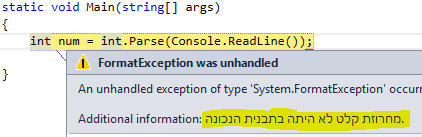 static void Main(string[] args)
{
int num = int.Parse(Console.ReadLine());
}
FormatException was unhandled
An unhandled exception of type 'System.FormatException' occur
Additional information: מחרוזת קלט לא היתה בתבנית הנכונה.